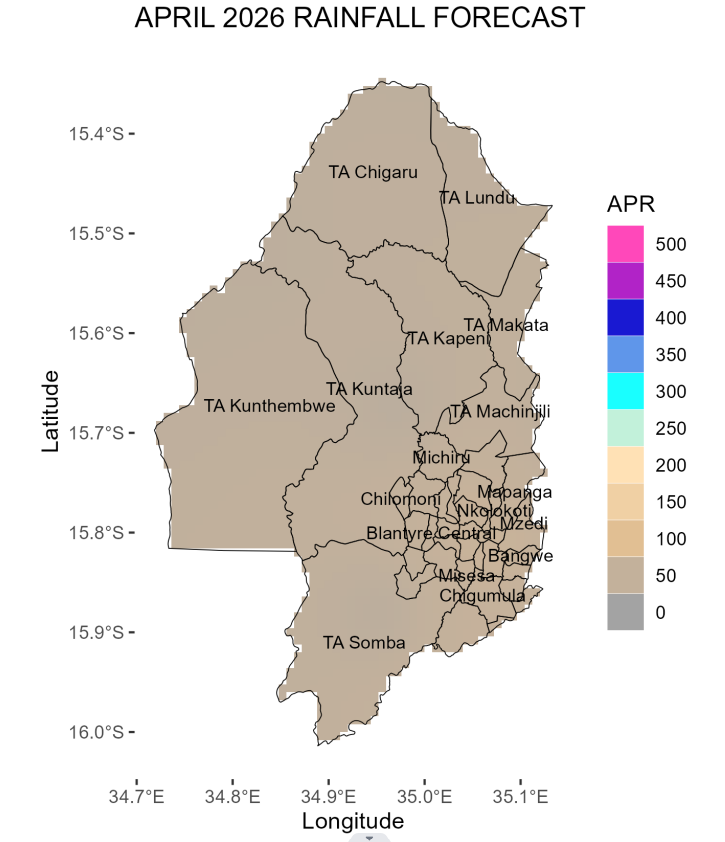 APRIL 2026 RAINFALL FORECAST
15.4°S
15.5°S
15.6°S
15.7°S
15.8°S
15.9°S
16.0°S
Latitude
TA Chigaru
TA Lundu
TA Makata
TA Kapeni
TA Kuntaja
TA Kunthembwe
TA Machinjili
Michiru
Chilomoni
Mapanga
Nkolokoti
Mzedi
Blantyre Central
Bangwe
Misesa
Chigumula
TA Somba
34.7°E 34.8°E 34.9°E 35.0°E 35.1°E
Longitude
APR
500
450
400
350
300
250
200
150
100
50
0